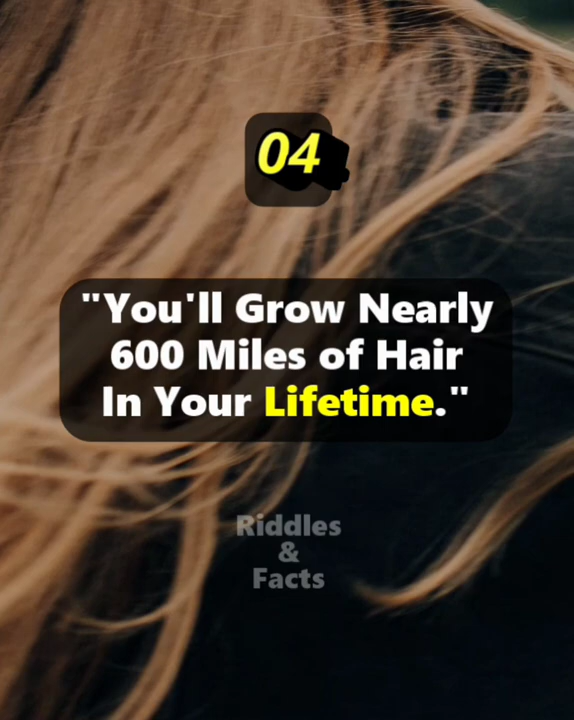 04
"You'll Grow Nearly
600 Miles of Hair
In Your Lifetime."
Riddles
&
Facts